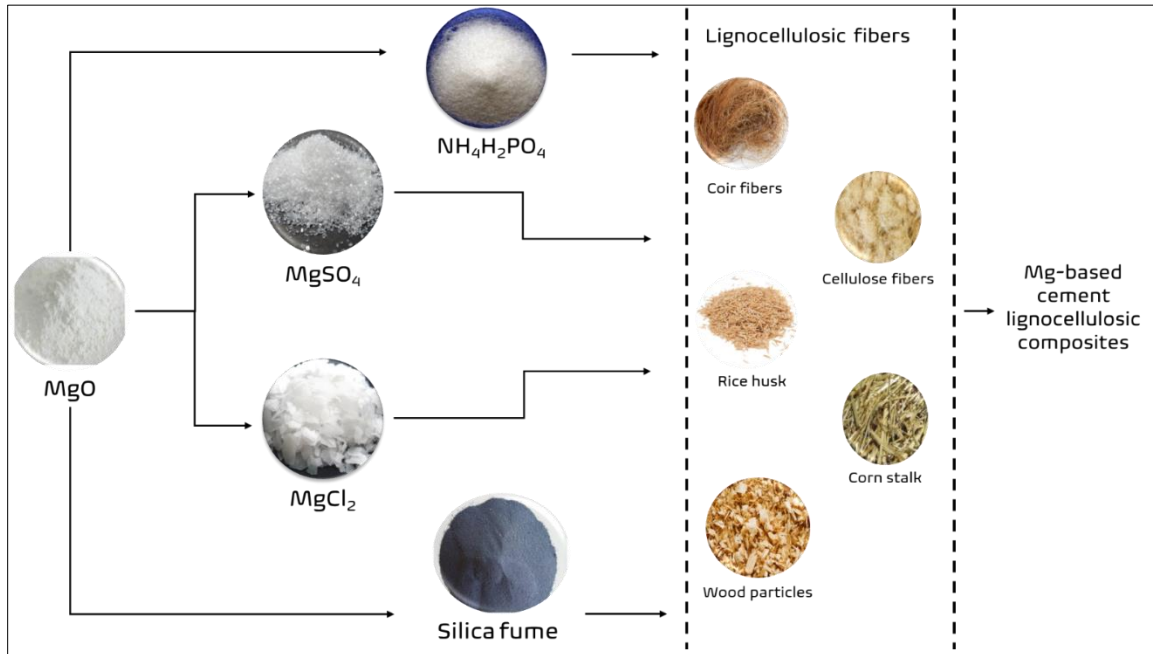 Lignocellulosic fibers
NH₄H₂PO₄
Coir fibers
MgSO₄
Cellulose fibers
MgO
Rice husk
Mg-based
cement
lignocellulosic
composites
MgCl₂
Corn stalk
Silica fume
Wood particles